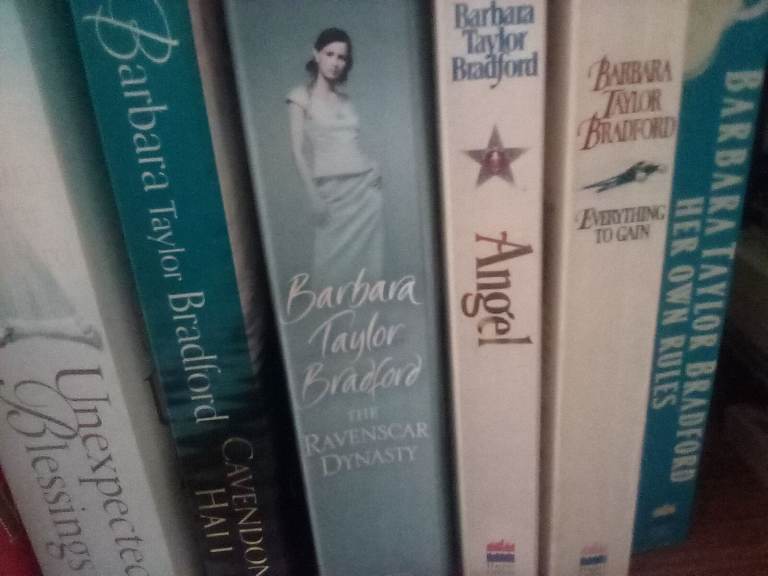 Unexpected
Blessings
Barbara Taylor Bradford
CAVENDON
HALL
Barbara
Taylor
Bradford
THE
RAVENSCAR
DYNASTY
Barbara
Taylor
Bradford
Angel
BARBARA
TAYLOR
BRADFORD
EVERYTHING
TO GAIN
BARBARA TAYLOR BRADFORD
HER OWN RULES